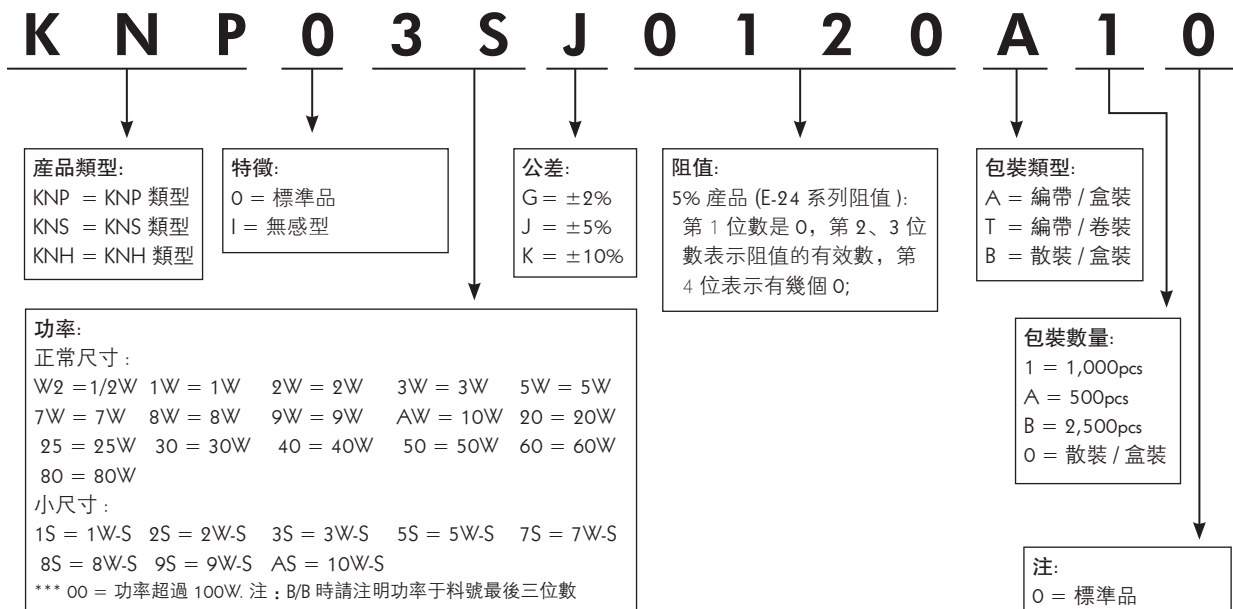 K N P 0 3 S J 0 1 2 0 A 1 0
産品類型:
KNP = KNP 類型
KNS = KNS 類型
KNH = KNH 類型
特徵:
0 = 標準品
I = 無感型
公差:
G = ±2%
J = ±5%
K = ±10%
阻值:
5% 産品 (E-24 系列阻值 ):
第 1 位數是 0，第 2、3 位
數表示阻值的有效數，第
4 位表示有幾個 0;
包裝類型:
A = 編帶 / 盒裝
T = 編帶 / 卷裝
B = 散裝 / 盒裝
功率:
正常尺寸 :
W2 =1/2W 1W = 1W 2W = 2W 3W = 3W 5W = 5W
7W = 7W 8W = 8W 9W = 9W AW = 10W 20 = 20W
25 = 25W 30 = 30W 40 = 40W 50 = 50W 60 = 60W
80 = 80W
小尺寸 :
1S = 1W-S 2S = 2W-S 3S = 3W-S 5S = 5W-S 7S = 7W-S
8S = 8W-S 9S = 9W-S AS = 10W-S
*** 00 = 功率超過 100W. 注 : B/B 時請注明功率于料號最後三位數
包裝數量:
1 = 1,000pcs
A = 500pcs
B = 2,500pcs
0 = 散裝 / 盒裝
注:
0 = 標準品